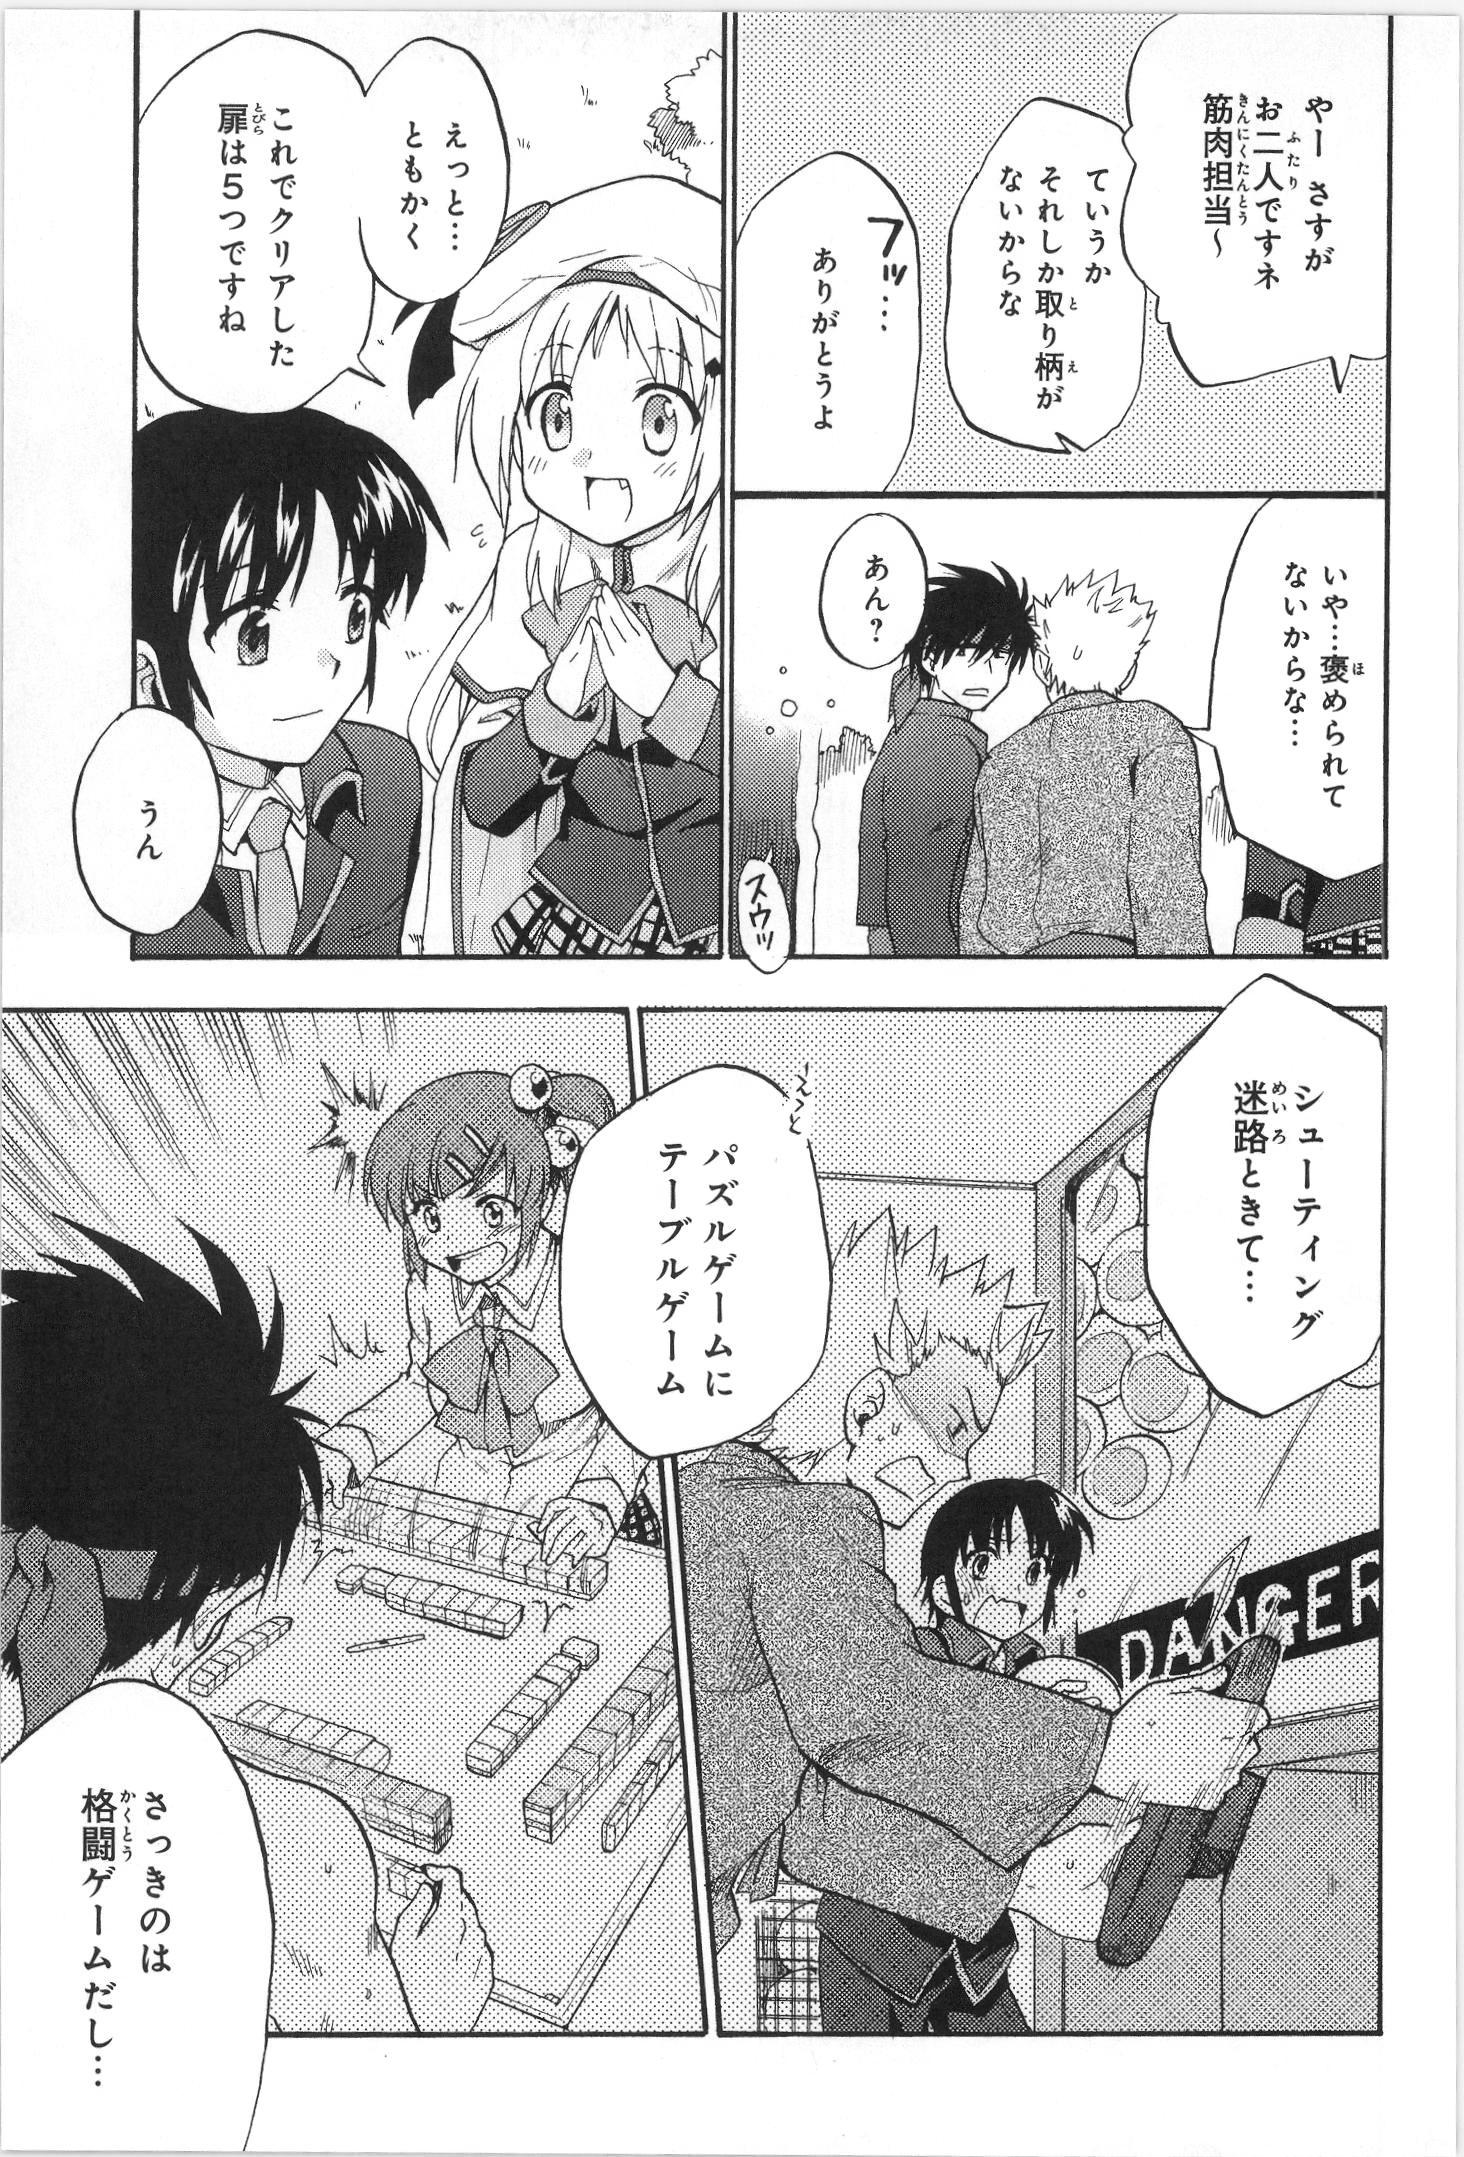 やー さすが
お二人ですネ
筋肉担当～
ていうか
それしか取り柄が
ないからな
フッ…
ありがとうよ
いや…褒められて
ないからな…
あん？
スウッ
えっと…
ともかく
これでクリアした
扉は5つですね
うん
シューティング
迷路ときて…
えっと
パズルゲームに
テーブルゲーム
DANGER
さっきのは
格闘ゲームだし…